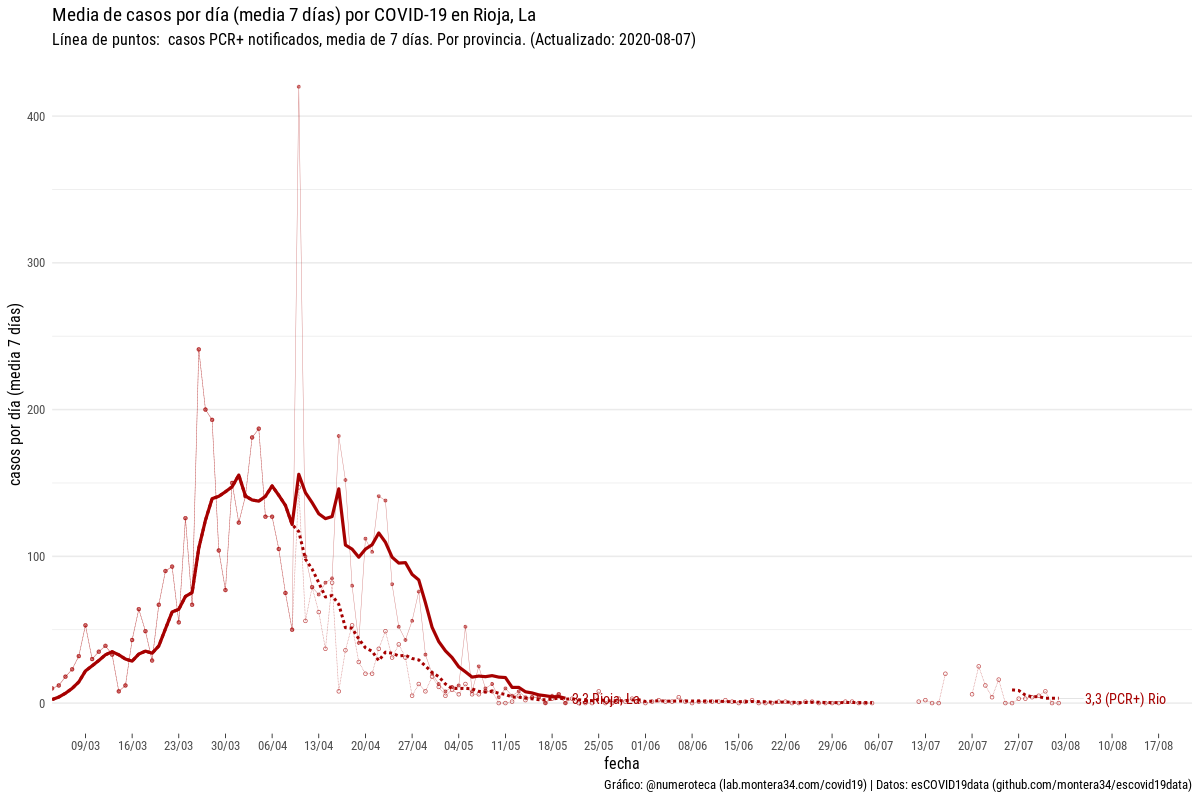 Media de casos por día (media 7 días) por COVID-19 en Rioja, La
Línea de puntos:  casos PCR+ notificados, media de 7 días. Por provincia. (Actualizado: 2020-08-07)
casos por día (media 7 días)
400
300
200
100
0
3,3 Rioja, La
3,3 (PCR+) Rio
09/03 16/03 23/03 30/03 06/04 13/04 20/04 27/04 04/05 11/05 18/05 25/05 01/06 08/06 15/06 22/06 29/06 06/07 13/07 20/07 27/07 03/08 10/08 17/08
fecha
Gráfico: @numeroteca (lab.montera34.com/covid19) | Datos: esCOVID19data (github.com/montera34/escovid19data)